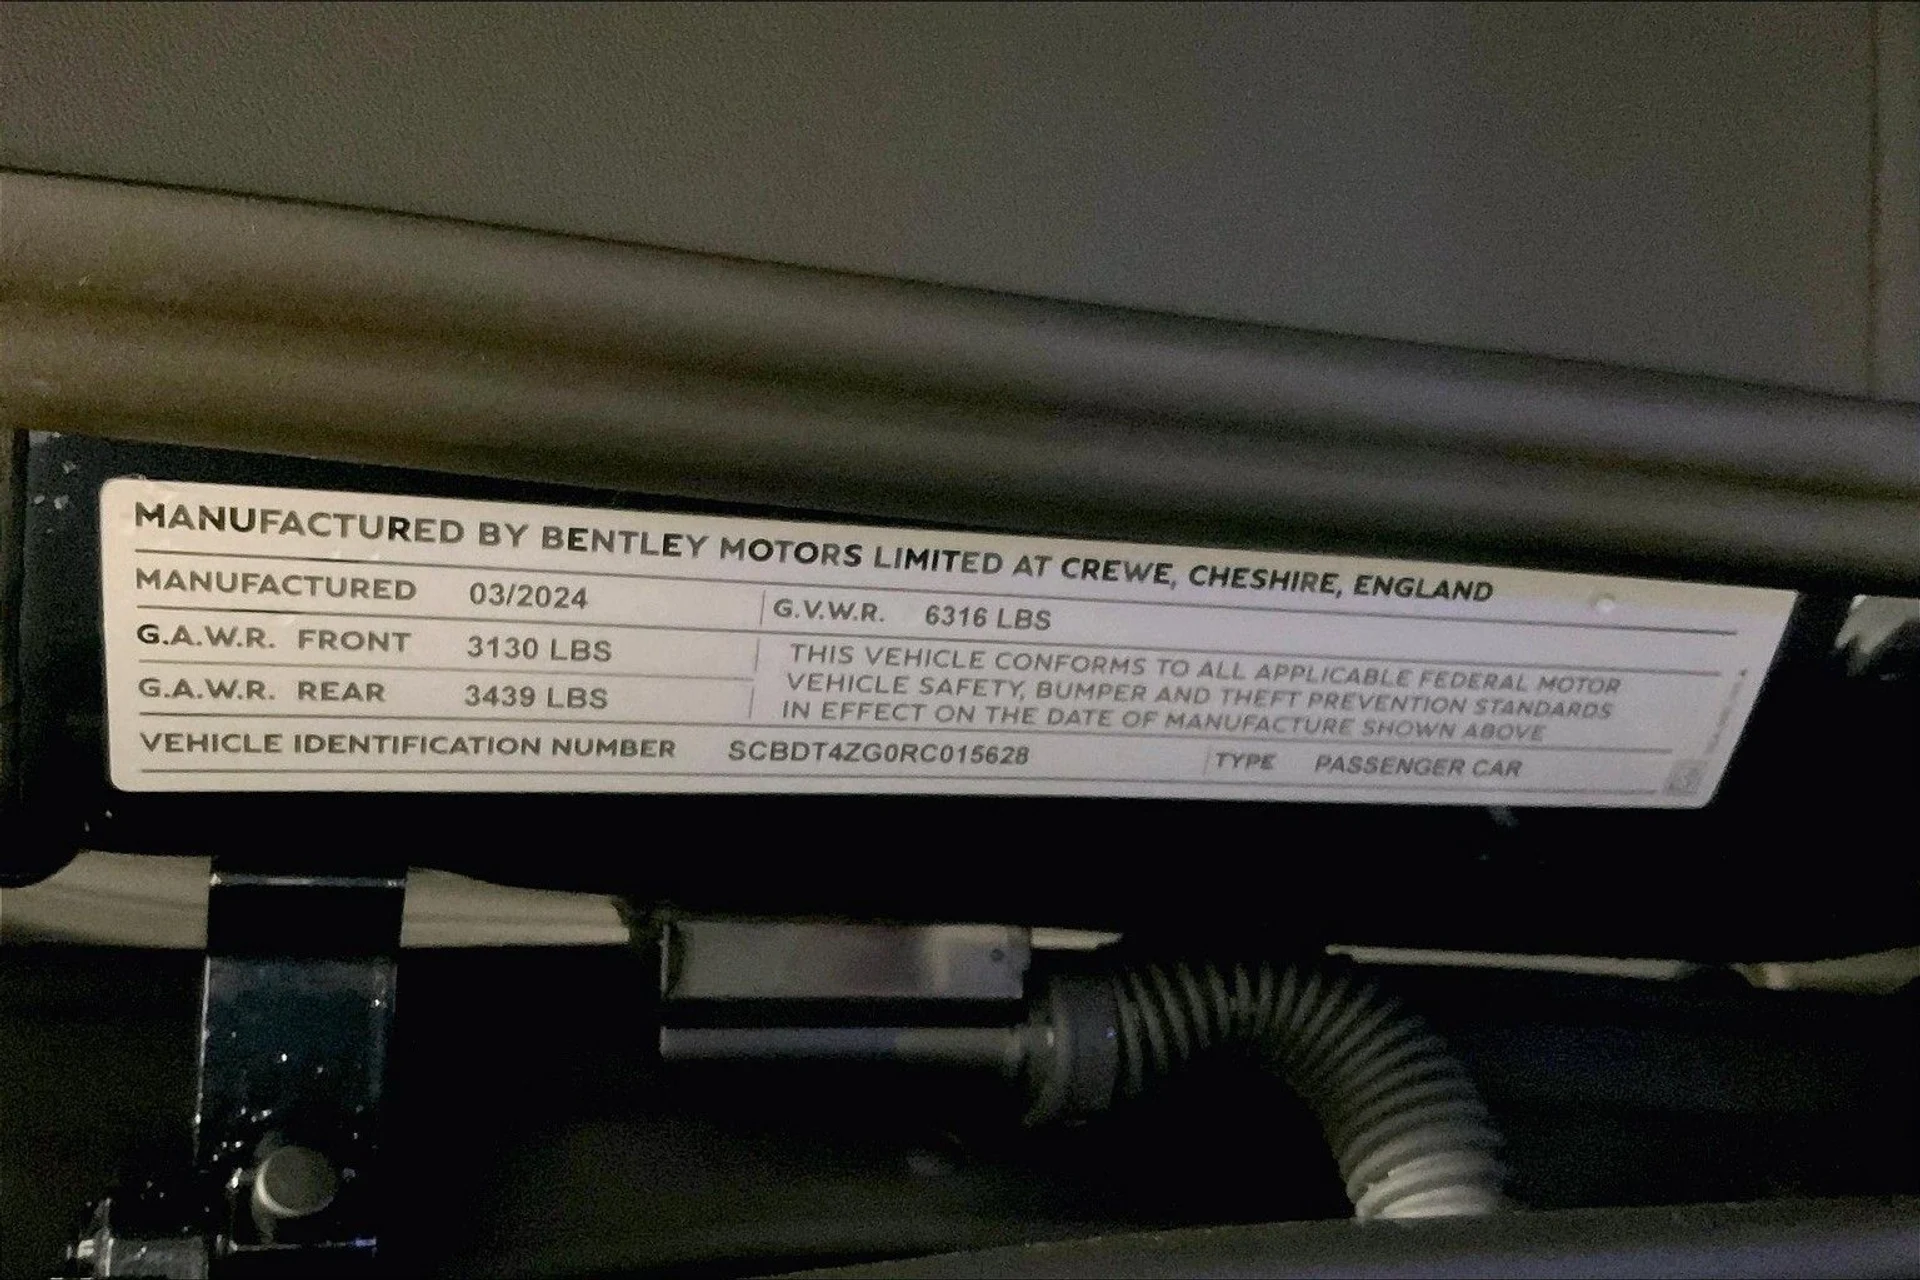 MANUFACTURED BY BENTLEY MOTORS LIMITED AT CREWE, CHESHIRE, ENGLAND
MANUFACTURED 03/2024 G.V.W.R. 6316 LBS
G.A.W.R. FRONT 3130 LBS
G.A.W.R. REAR 3439 LBS
THIS VEHICLE CONFORMS TO ALL APPLICABLE FEDERAL MOTOR
VEHICLE SAFETY, BUMPER AND THEFT PREVENTION STANDARDS
IN EFFECT ON THE DATE OF MANUFACTURE SHOWN ABOVE
VEHICLE IDENTIFICATION NUMBER SCBDT4ZG0RC015628 TYPE PASSENGER CAR